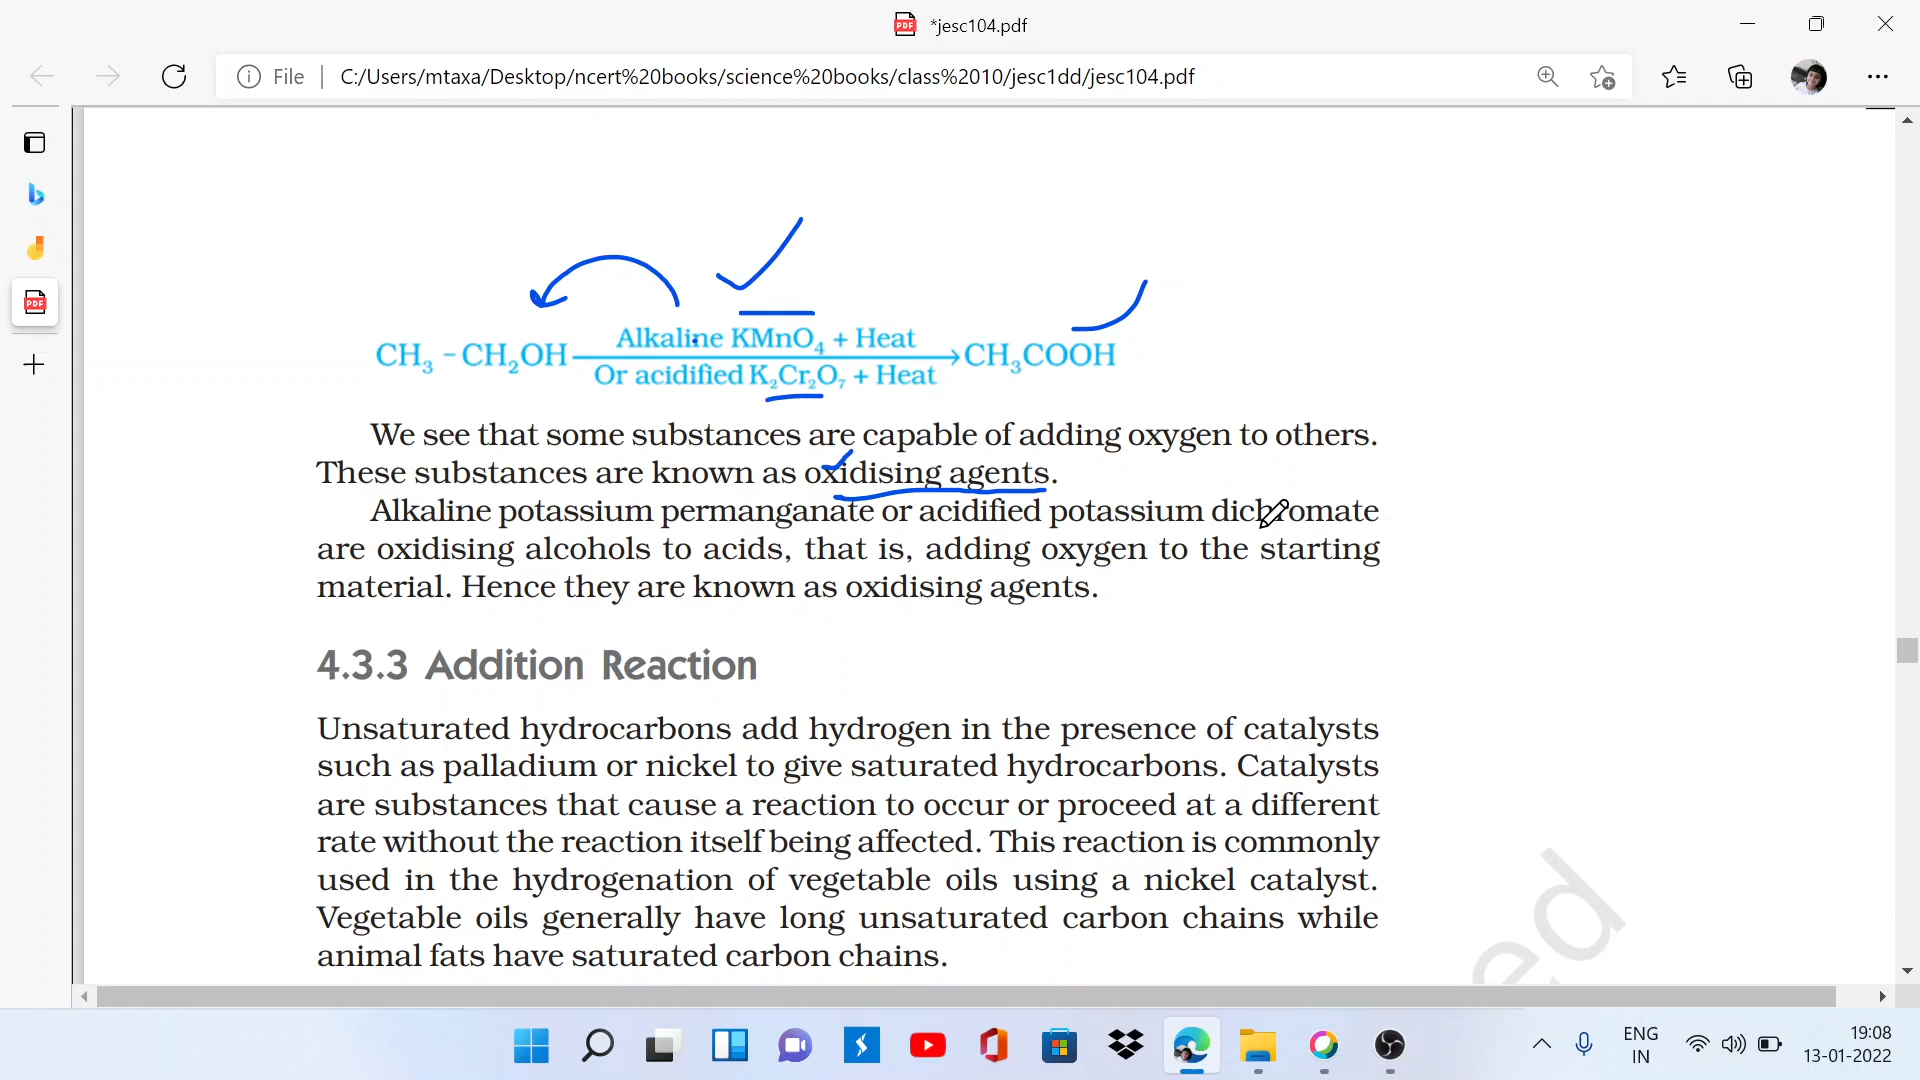 *jesc104.pdf
File | C:/Users/mtaxa/Desktop/ncert%20books/science%20books/class%2010/jesc1dd/jesc104.pdf
Alkaline KMnO₄ + Heat
CH₃ – CH₂OH ⟶ CH₃COOH
Or acidified K₂Cr₂O₇ + Heat
We see that some substances are capable of adding oxygen to others.
These substances are known as oxidising agents.
Alkaline potassium permanganate or acidified potassium dichromate
are oxidising alcohols to acids, that is, adding oxygen to the starting
material. Hence they are known as oxidising agents.
4.3.3 Addition Reaction
Unsaturated hydrocarbons add hydrogen in the presence of catalysts
such as palladium or nickel to give saturated hydrocarbons. Catalysts
are substances that cause a reaction to occur or proceed at a different
rate without the reaction itself being affected. This reaction is commonly
used in the hydrogenation of vegetable oils using a nickel catalyst.
Vegetable oils generally have long unsaturated carbon chains while
animal fats have saturated carbon chains.
ed
ENG
IN
19:08
13-01-2022